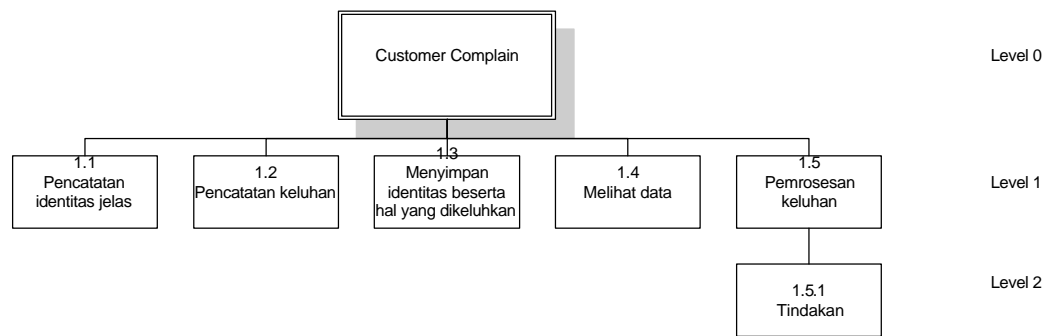 Customer Complain
Level 0
1.1
Pencatatan
identitas jelas
1.2
Pencatatan keluhan
1.3
Menyimpan
identitas beserta
hal yang dikeluhkan
1.4
Melihat data
1.5
Pemrosesan
keluhan
Level 1
1.5.1
Tindakan
Level 2